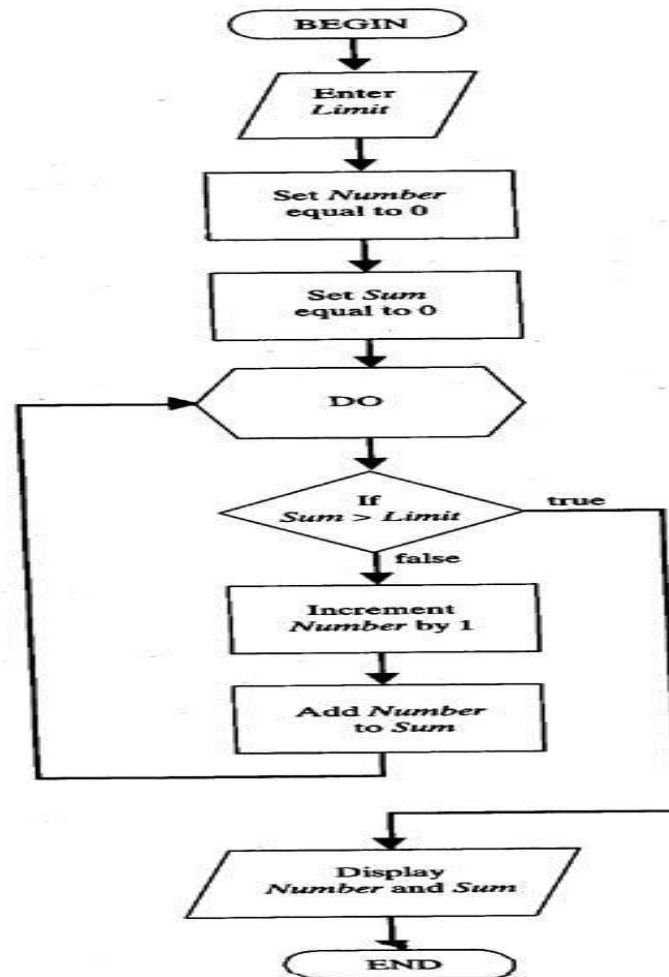 BEGIN
Enter
Limit
Set Number
equal to 0
Set Sum
equal to 0
DO
If
Sum > Limit
true
false
Increment
Number by 1
Add Number
to Sum
Display
Number and Sum
END